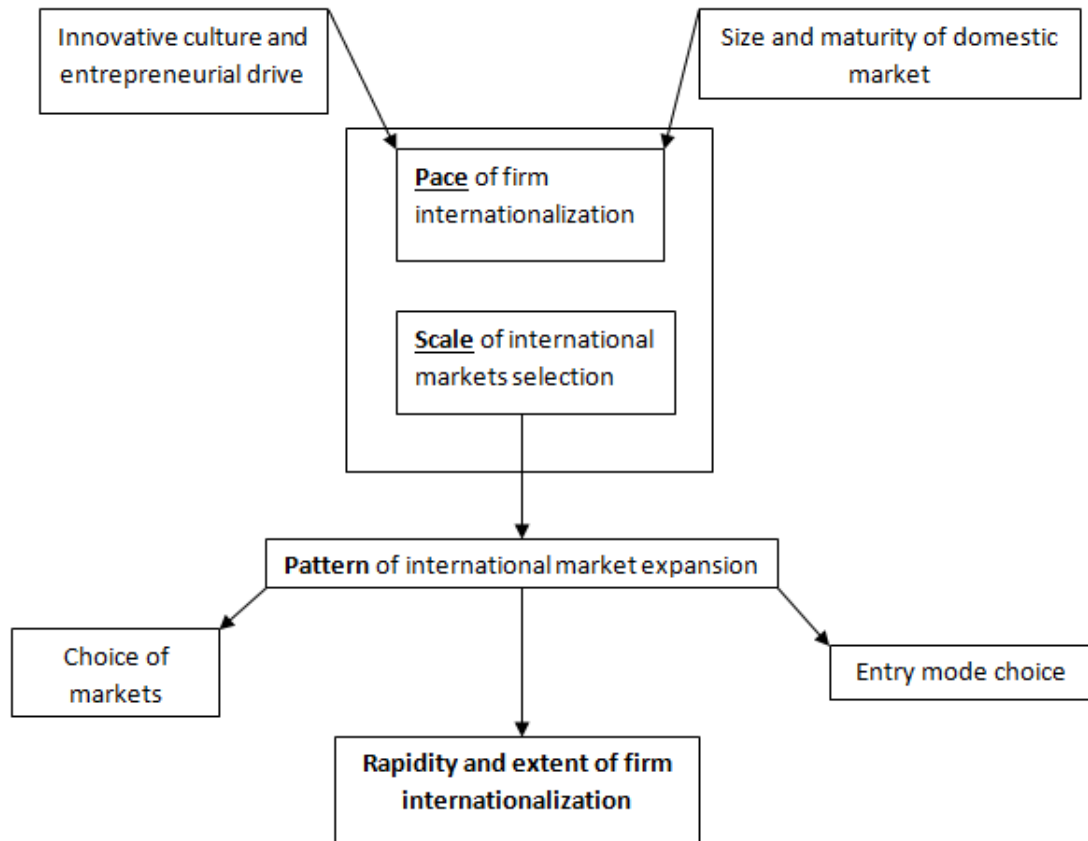 Innovative culture and
entrepreneurial drive
Size and maturity of domestic
market
Pace of firm
internationalization
Scale of international
markets selection
Pattern of international market expansion
Choice of
markets
Entry mode choice
Rapidity and extent of firm
internationalization